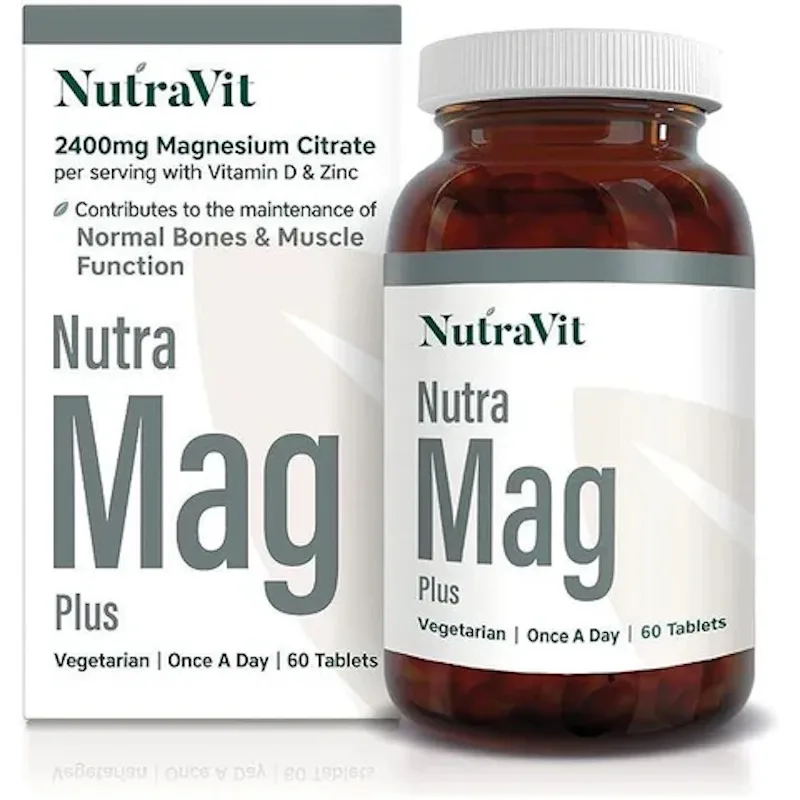 NutraVit
2400mg Magnesium Citrate
per serving with Vitamin D & Zinc
Contributes to the maintenance of
Normal Bones & Muscle
Function
Nutra
Mag
Plus
Vegetarian | Once A Day | 60 Tablets
NutraVit
Nutra
Mag
Plus
Vegetarian | Once A Day | 60 Tablets